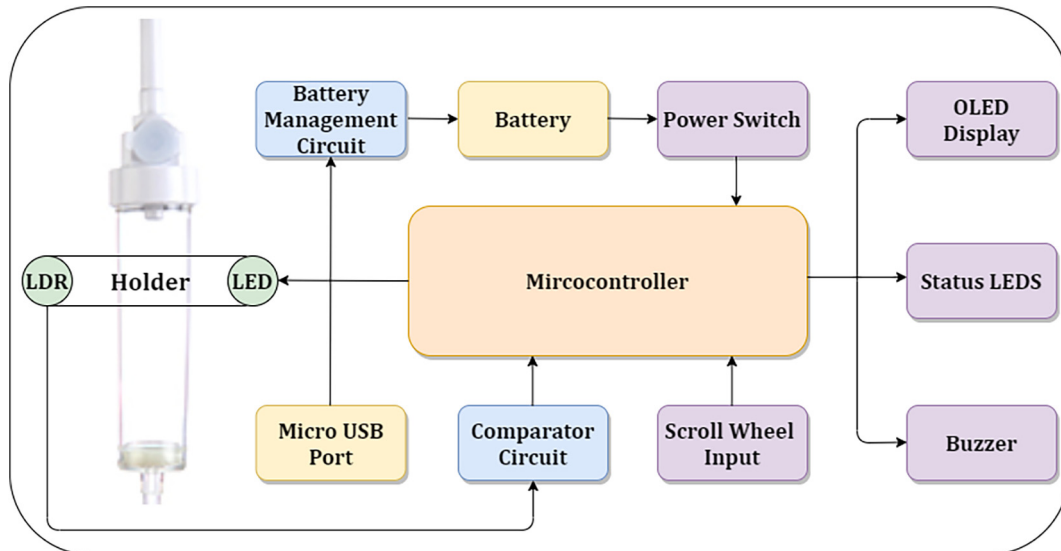 Battery
Management
Circuit
Battery
Power Switch
OLED
Display
LDR
Holder
LED
Mircocontroller
Status LEDS
Micro USB
Port
Comparator
Circuit
Scroll Wheel
Input
Buzzer